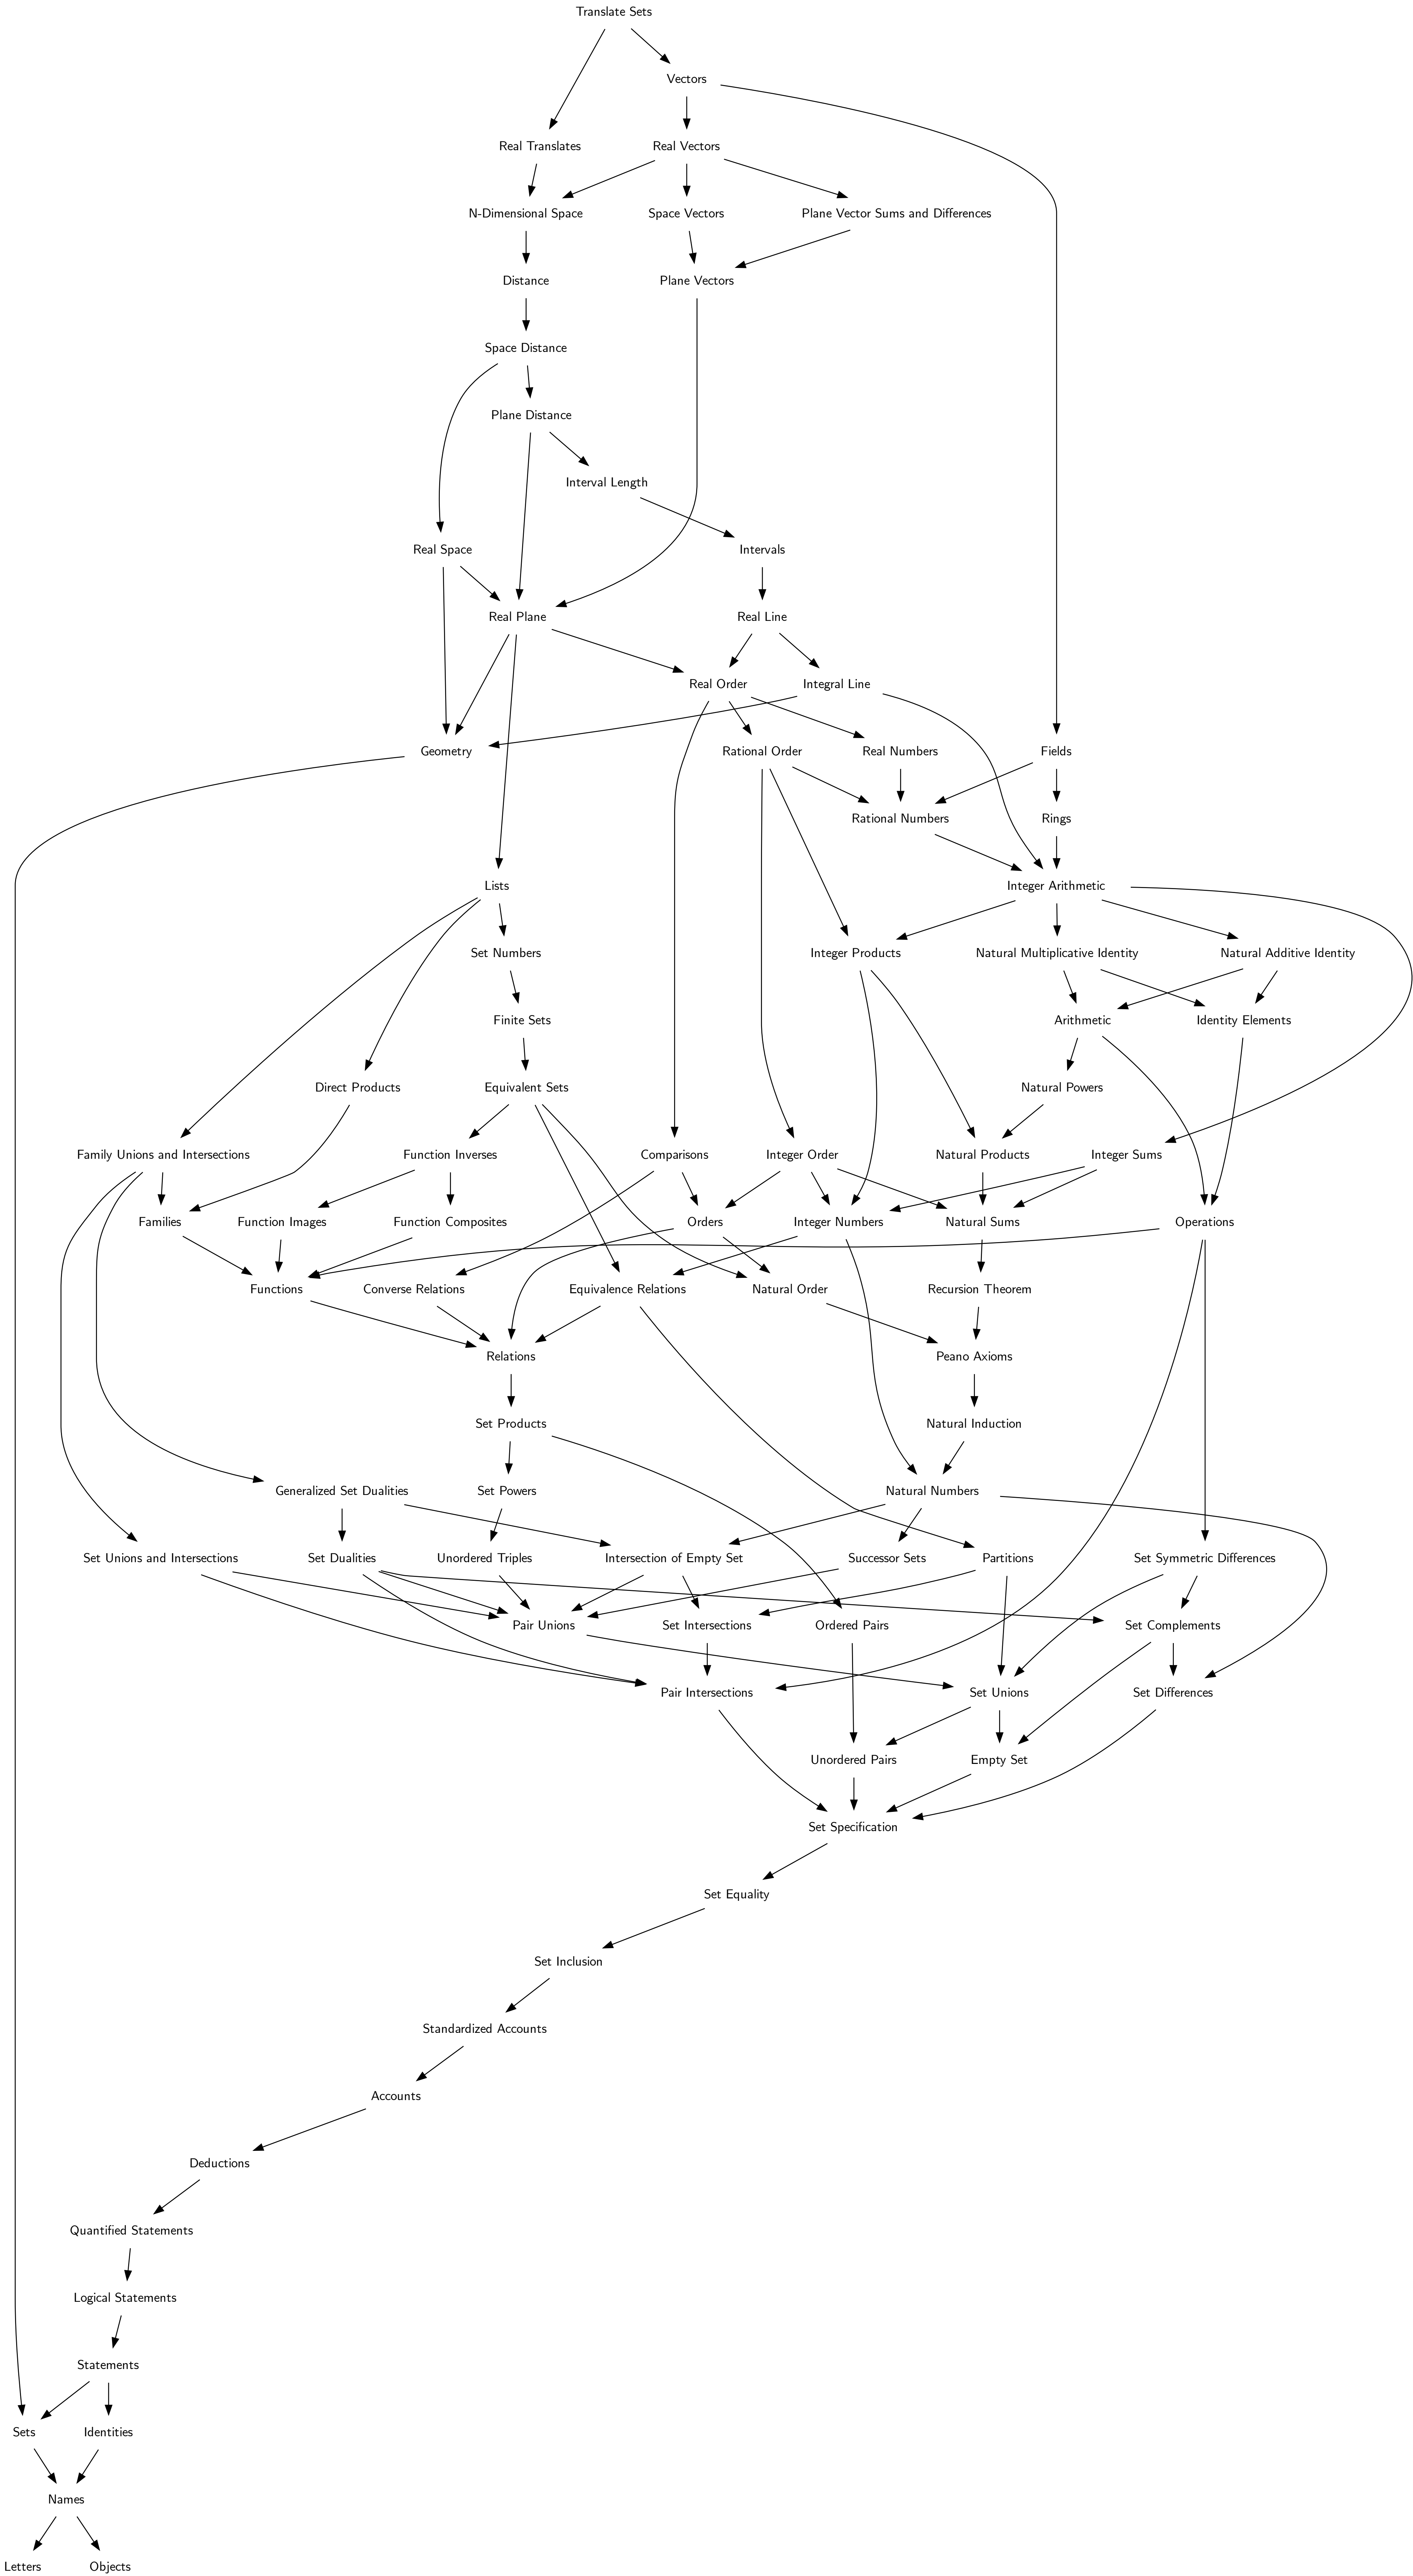 Translate Sets
Vectors
Real Translates
Real Vectors
N-Dimensional Space
Space Vectors
Plane Vector Sums and Differences
Distance
Plane Vectors
Space Distance
Plane Distance
Interval Length
Real Space
Intervals
Real Plane
Real Line
Real Order
Integral Line
Geometry
Rational Order
Real Numbers
Fields
Rational Numbers
Rings
Lists
Integer Arithmetic
Set Numbers
Integer Products
Natural Multiplicative Identity
Natural Additive Identity
Finite Sets
Arithmetic
Identity Elements
Direct Products
Equivalent Sets
Natural Powers
Family Unions and Intersections
Function Inverses
Comparisons
Integer Order
Natural Products
Integer Sums
Families
Function Images
Function Composites
Orders
Integer Numbers
Natural Sums
Operations
Functions
Converse Relations
Equivalence Relations
Natural Order
Recursion Theorem
Relations
Peano Axioms
Set Products
Natural Induction
Generalized Set Dualities
Set Powers
Natural Numbers
Set Unions and Intersections
Set Dualities
Unordered Triples
Intersection of Empty Set
Successor Sets
Partitions
Set Symmetric Differences
Pair Unions
Set Intersections
Ordered Pairs
Set Complements
Pair Intersections
Set Unions
Set Differences
Unordered Pairs
Empty Set
Set Specification
Set Equality
Set Inclusion
Standardized Accounts
Accounts
Deductions
Quantified Statements
Logical Statements
Statements
Sets
Identities
Names
Letters
Objects